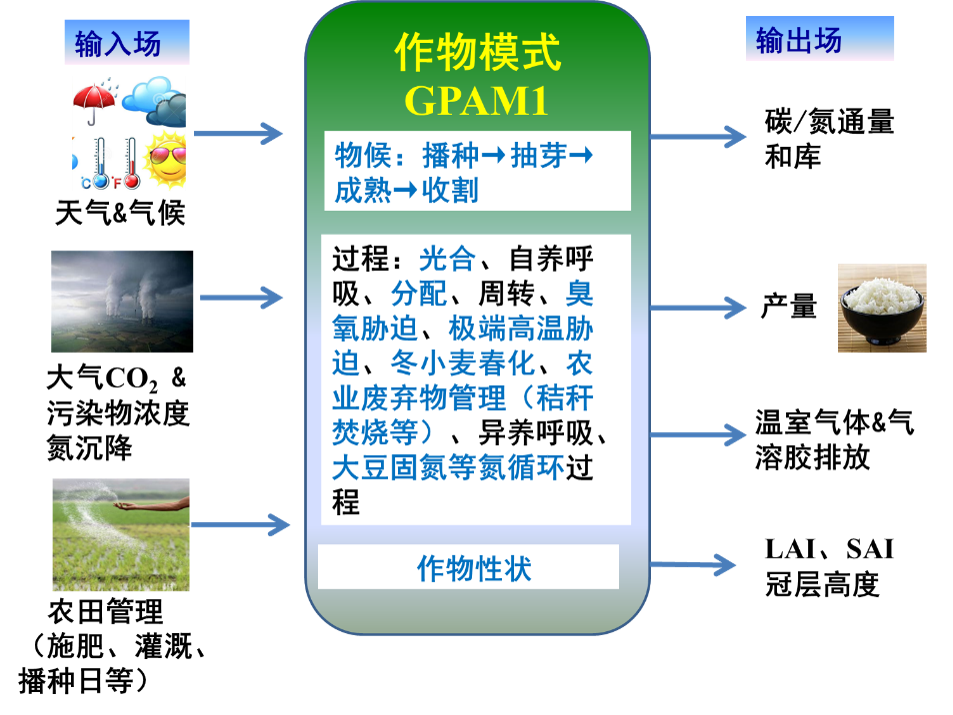 输入场
°C
°F
天气&气候
大气CO₂ &
污染物浓度
氮沉降
农田管理
（施肥、灌溉、
播种日等）
作物模式
GPAM1
物候：播种→抽芽→
成熟→收割
过程：光合、自养呼
吸、分配、周转、臭
氧胁迫、极端高温胁
迫、冬小麦春化、农
业废弃物管理（秸秆
焚烧等）、异养呼吸、
大豆固氮等氮循环过
程
作物性状
输出场
碳/氮通量
和库
产量
温室气体&气
溶胶排放
LAI、SAI
冠层高度